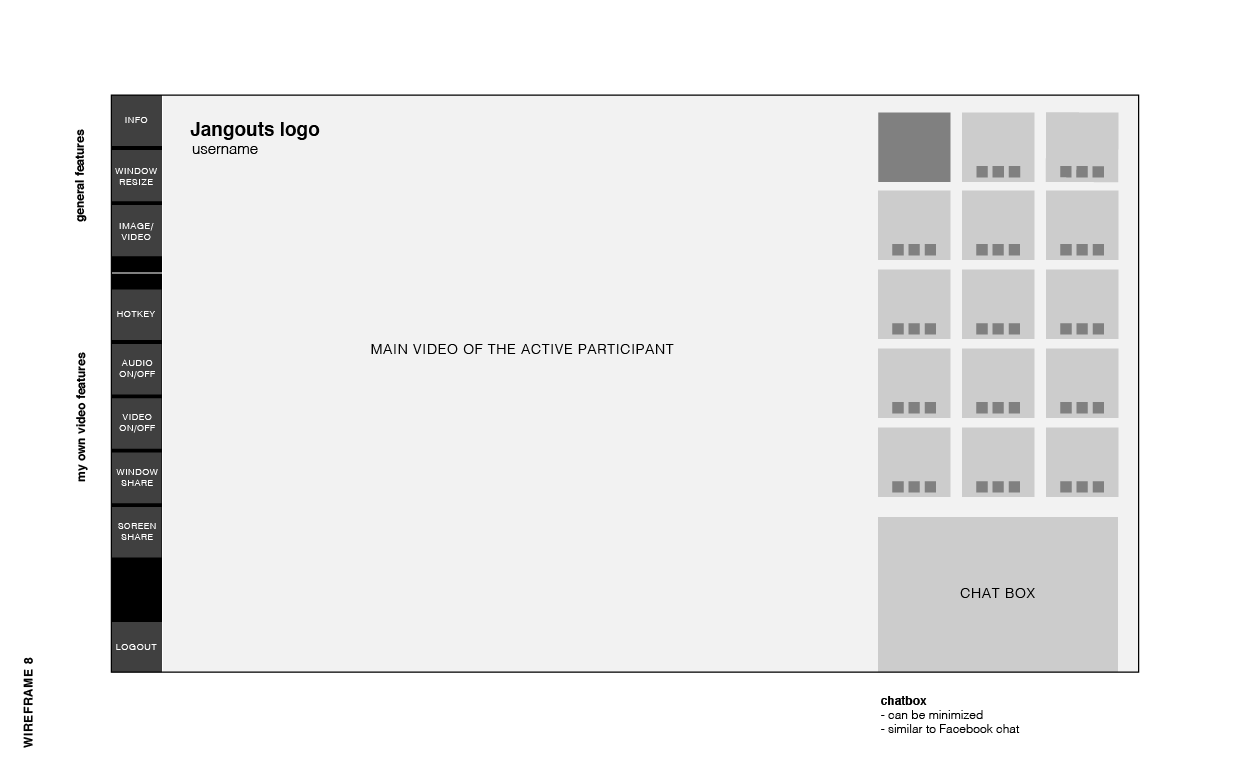 general features
my own video features
WIREFRAME 8
INFO
WINDOW
RESIZE
IMAGE/
VIDEO
HOTKEY
AUDIO
ON/OFF
VIDEO
ON/OFF
WINDOW
SHARE
SCREEN
SHARE
LOGOUT
Jangouts logo
username
MAIN VIDEO OF THE ACTIVE PARTICIPANT
CHAT BOX
chatbox
- can be minimized
- similar to Facebook chat